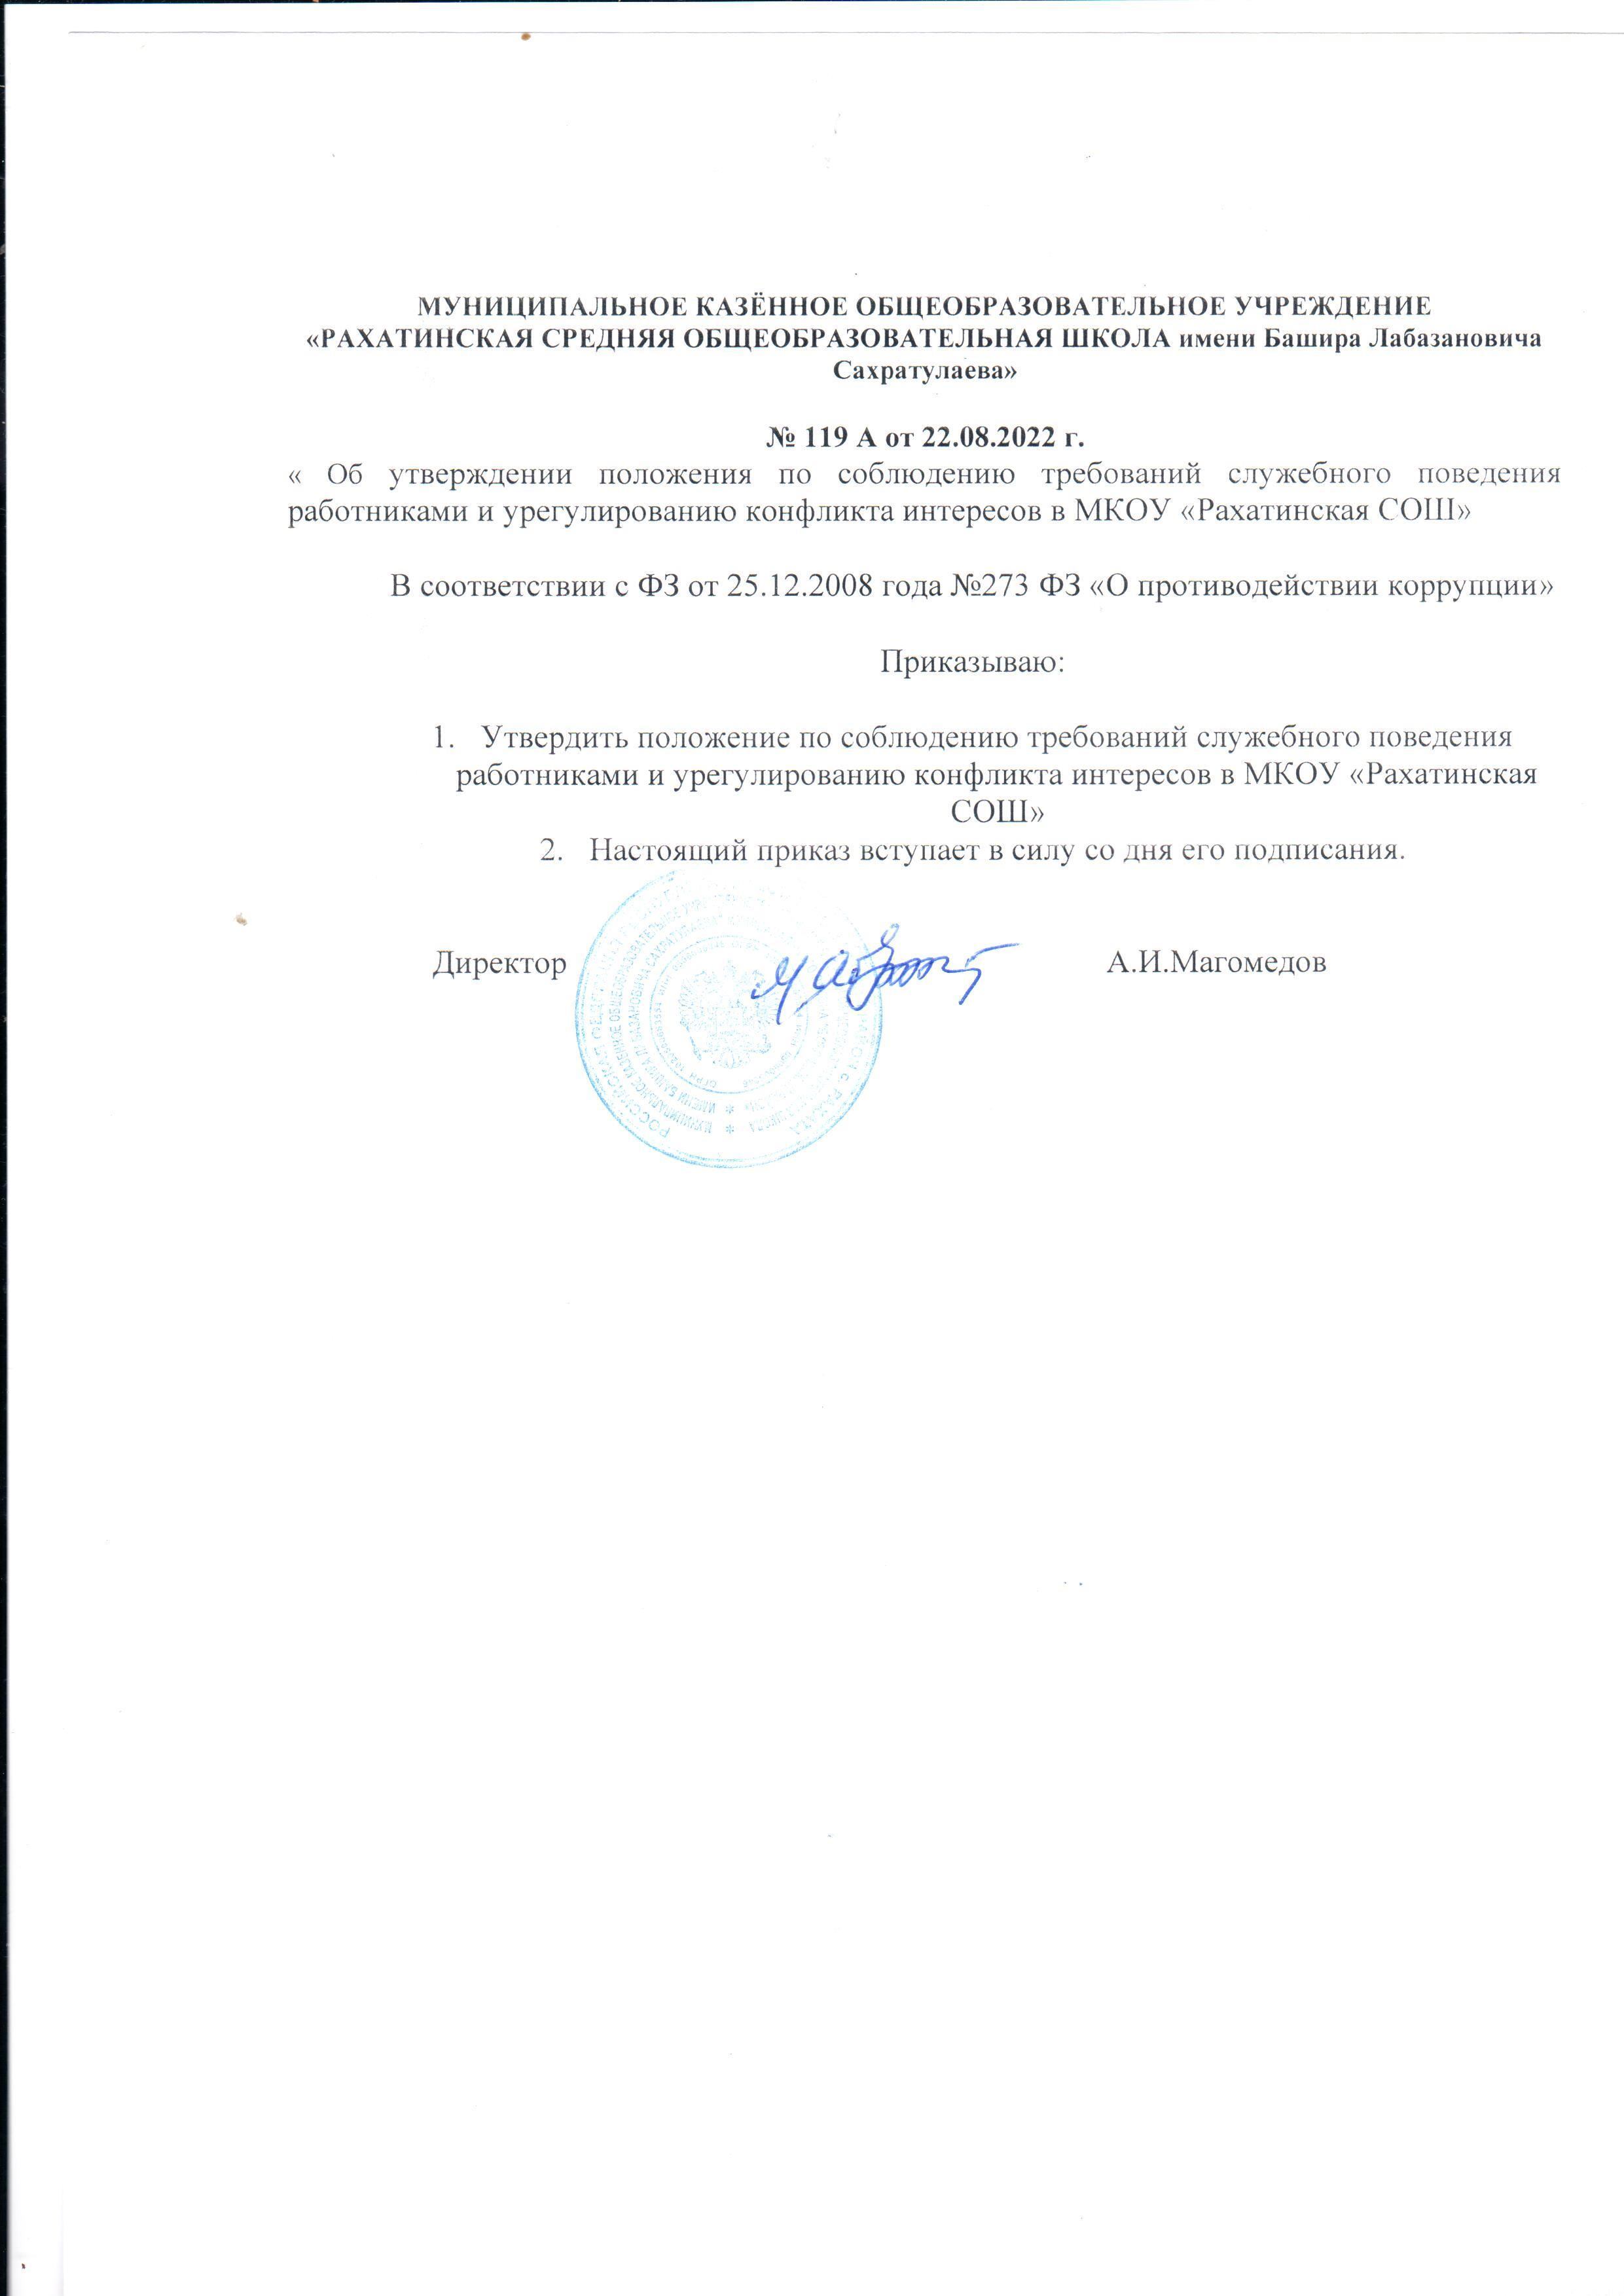 МУНИЦИПАЛЬНОЕ КАЗЁННОЕ ОБЩЕОБРАЗОВАТЕЛЬНОЕ УЧРЕЖДЕНИЕ
«РАХАТИНСКАЯ СРЕДНЯЯ ОБЩЕОБРАЗОВАТЕЛЬНАЯ ШКОЛА имени Башира Лабазановича
Сахратулаева»
№ 119 А от 22.08.2022 г.
« Об утверждении положения по соблюдению требований служебного поведения
работниками и урегулированию конфликта интересов в МКОУ «Рахатинская СОШ»
В соответствии с ФЗ от 25.12.2008 года №273 ФЗ «О противодействии коррупции»
Приказываю:
1. Утвердить положение по соблюдению требований служебного поведения
работниками и урегулированию конфликта интересов в МКОУ «Рахатинская
СОШ»
2. Настоящий приказ вступает в силу со дня его подписания.
Директор А.И.Магомедов